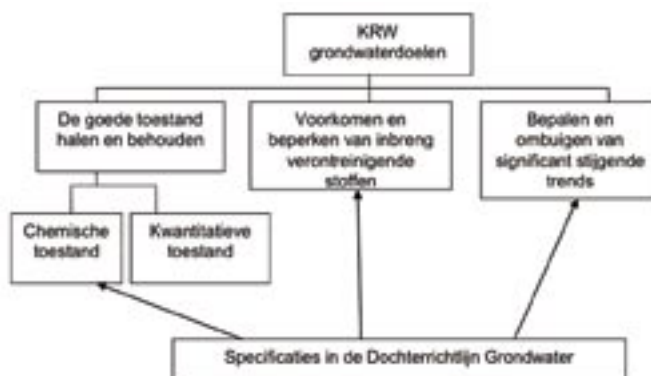 KRW
grondwaterdoelen
De goede toestand
halen en behouden
Voorkomen en
beperken van inbreng
verontreinigende
stoffen
Bepalen en
ombuigen van
significant stijgende
trends
Chemische
toestand
Kwantitatieve
toestand
Specificaties in de Dochterrichtlijn Grondwater